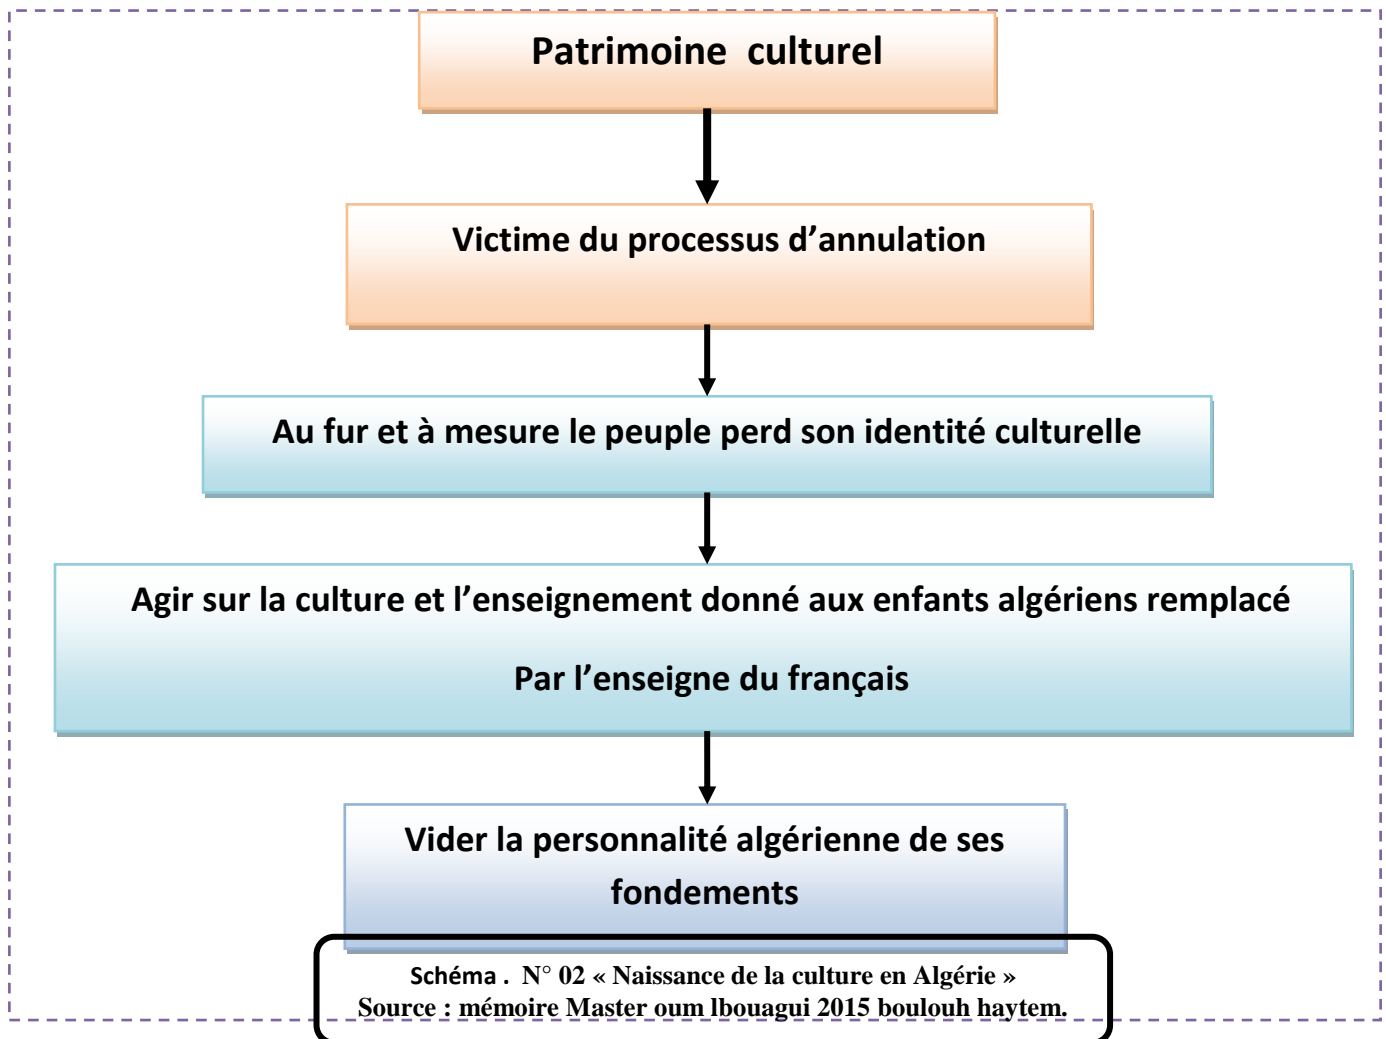 Patrimoine culturel
Victime du processus d’annulation
Au fur et à mesure le peuple perd son identité culturelle
Agir sur la culture et l’enseignement donné aux enfants algériens remplacé
Par l’enseigne du français
Vider la personnalité algérienne de ses
fondements
Schéma . N° 02 « Naissance de la culture en Algérie »
Source : mémoire Master oum lbouagui 2015 boulouh haytem.